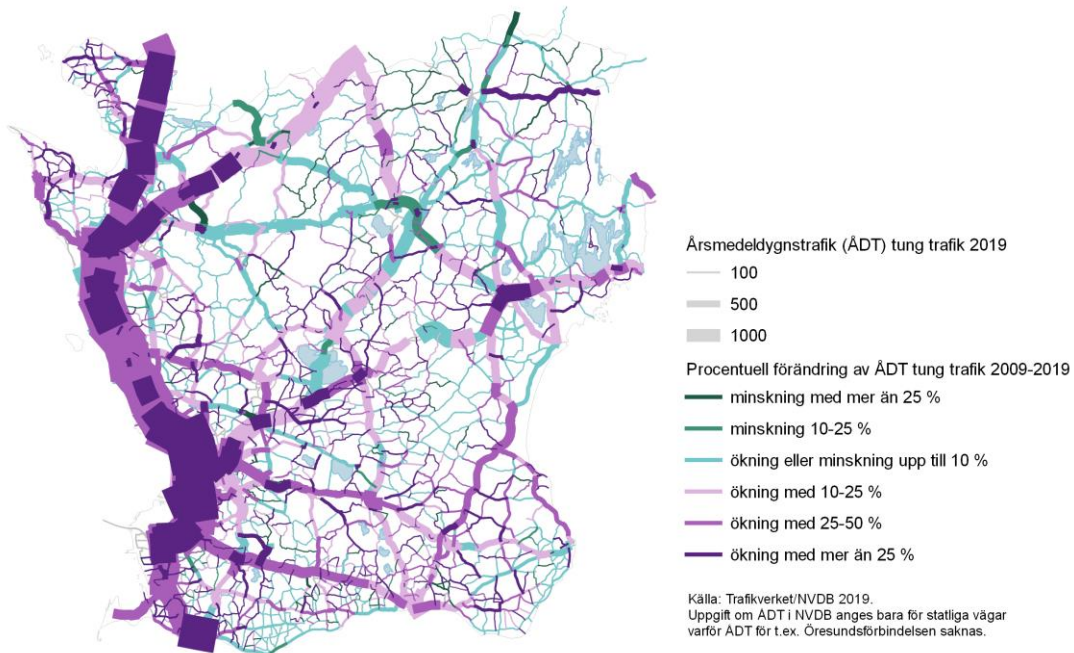 Årsmedeldygnstrafik (ÅDT) tung trafik 2019
100
500
1000
Procentuell förändring av ÅDT tung trafik 2009-2019
minskning med mer än 25 %
minskning 10-25 %
ökning eller minskning upp till 10 %
ökning med 10-25 %
ökning med 25-50 %
ökning med mer än 25 %
Källa: Trafikverket/NVDB 2019.
Uppgift om ÅDT i NVDB anges bara för statliga vägar
varför ÅDT för t.ex. Öresundsförbindelsen saknas.